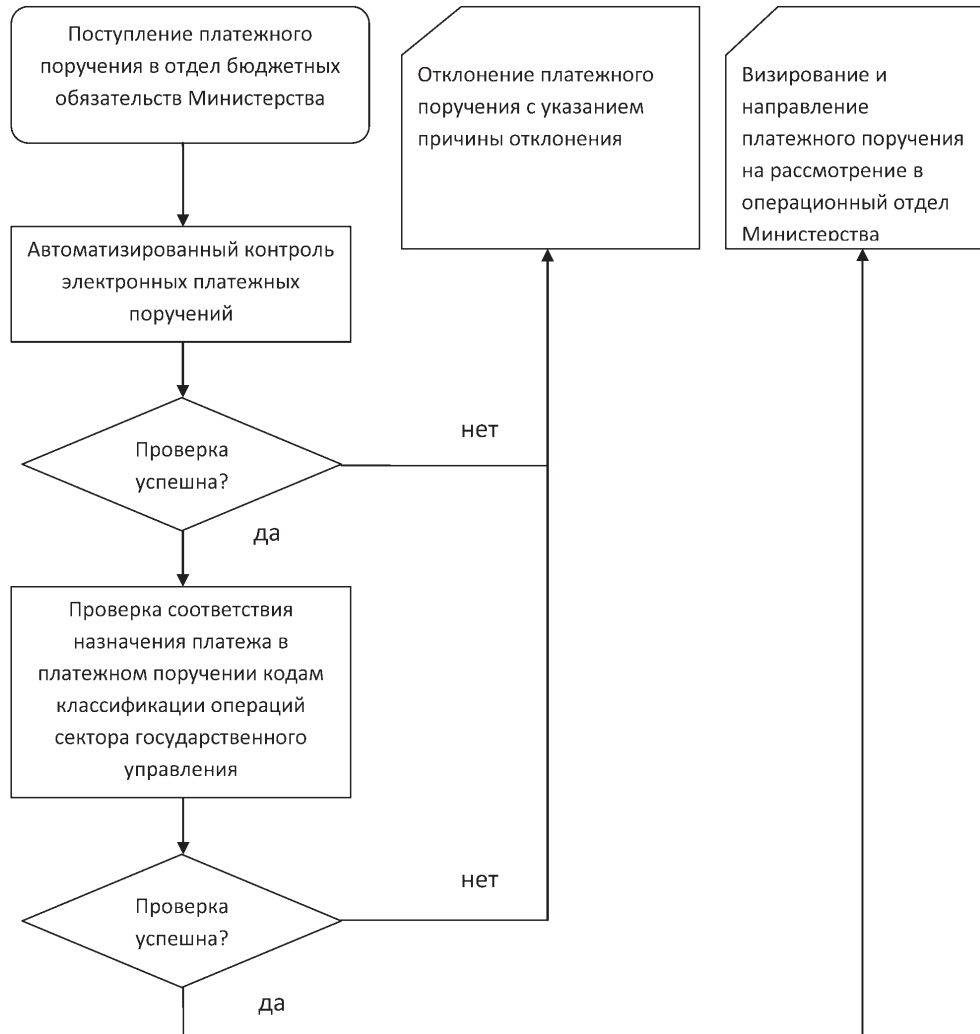 Поступление платежного
поручения в отдел бюджетных
обязательств Министерства
Отклонение платежного
поручения с указанием
причины отклонения
Визирование и
направление
платежного поручения
на рассмотрение в
операционный отдел
Министерства
Автоматизированный контроль
электронных платежных
поручений
Проверка
успешна?
нет
да
Проверка соответствия
назначения платежа в
платежном поручении кодам
классификации операций
сектора государственного
управления
Проверка
успешна?
нет
да